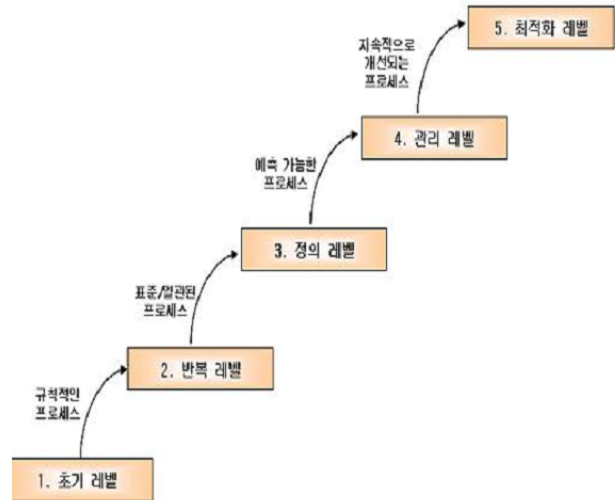 5. 최적화 레벨
지속적으로
개선되는
프로세스
4. 관리 레벨
예측 가능한
프로세스
3. 정의 레벨
표준/일관된
프로세스
2. 반복 레벨
규칙적인
프로세스
1. 초기 레벨